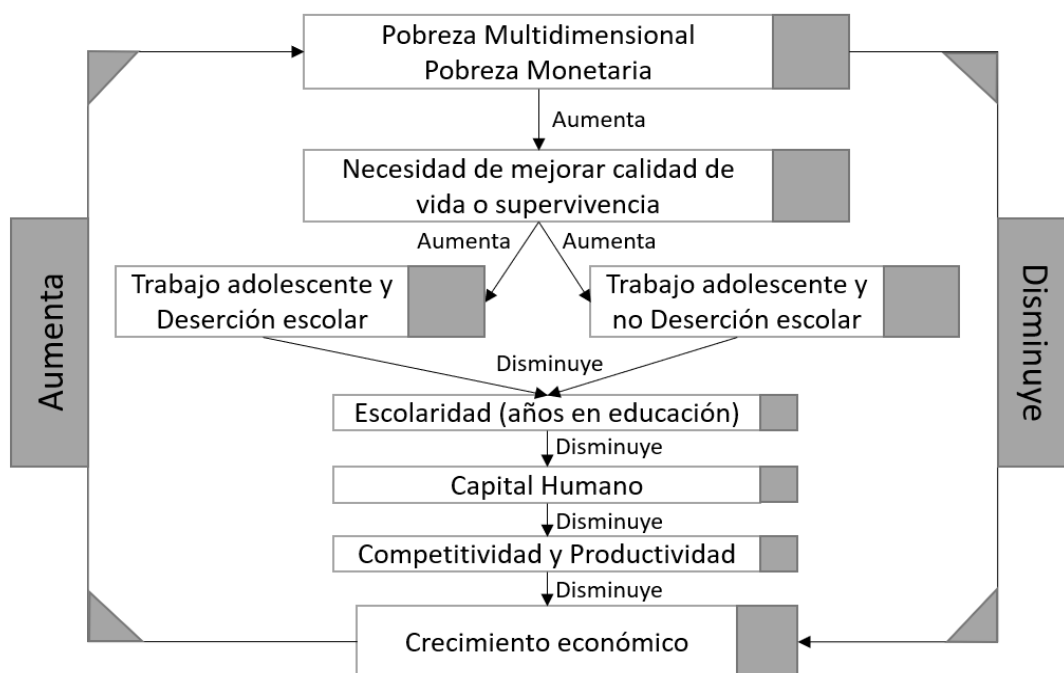 Pobreza Multidimensional
Pobreza Monetaria
Aumenta
Necesidad de mejorar calidad de
vida o supervivencia
Aumenta
Aumenta
Trabajo adolescente y
Deserción escolar
Trabajo adolescente y
no Deserción escolar
Aumenta
Disminuye
Disminuye
Escolaridad (años en educación)
Disminuye
Capital Humano
Disminuye
Competitividad y Productividad
Disminuye
Crecimiento económico